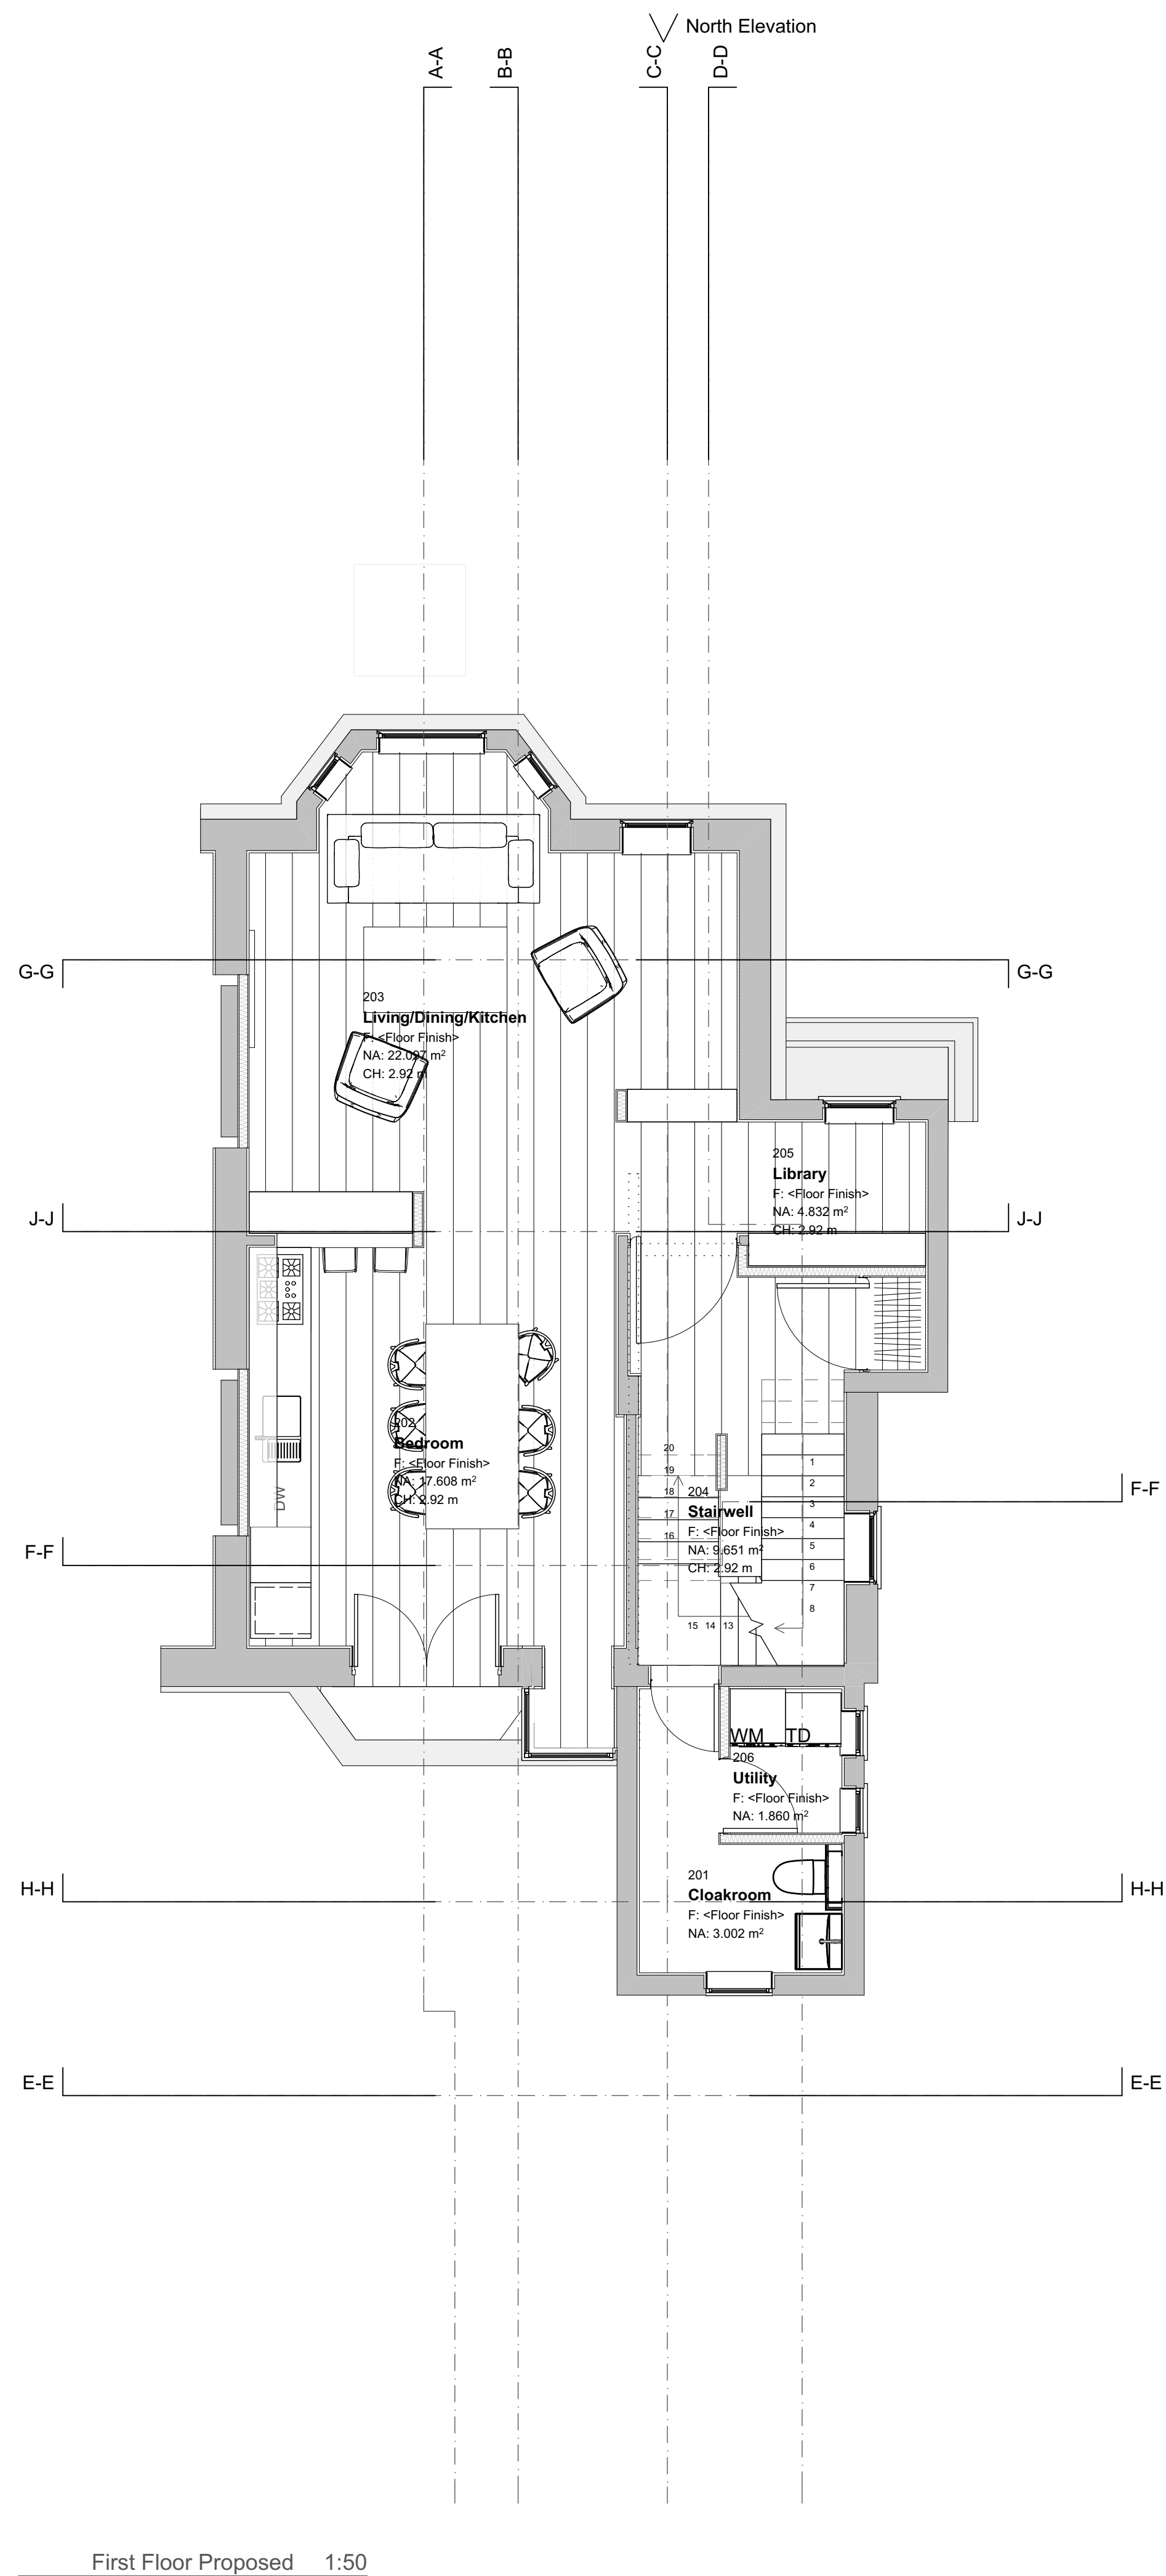 North Elevation
A-A
B-B
C-C
D-D
G-G
G-G
203
Living/Dining/Kitchen
F: <Floor Finish>
NA: 22.097 m²
CH: 2.92 m
205
Library
F: <Floor Finish>
NA: 4.832 m²
CH: 2.92 m
J-J
J-J
202
Bedroom
F: <Floor Finish>
NA: 17.608 m²
CH: 2.92 m
DW
20
19
18
17
16
204
Stairwell
F: <Floor Finish>
NA: 9.651 m²
CH: 2.92 m
1
2
3
4
5
6
7
8
15 14 13
F-F
F-F
WM TD
206
Utility
F: <Floor Finish>
NA: 1.860 m²
201
Cloakroom
F: <Floor Finish>
NA: 3.002 m²
H-H
H-H
E-E
E-E
First Floor Proposed 1:50